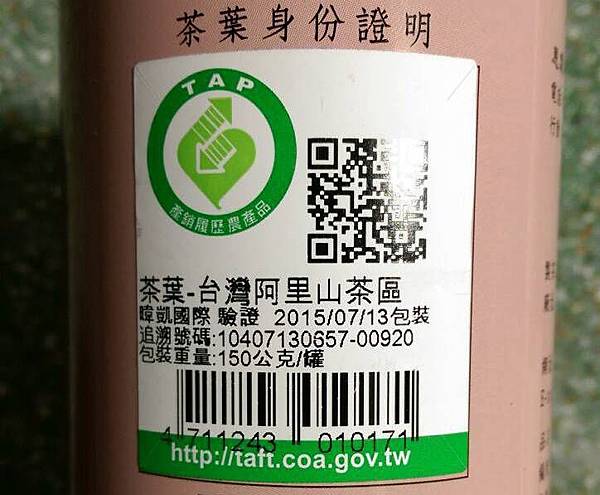 茶葉身份證明
TAP
產銷履歷農產品
茶葉-台灣阿里山茶區
暐凱國際 驗證 2015/07/13包裝
追溯號碼:10407130657-00920
包裝重量:150公克/罐
4 711243 010171
http://taft.coa.gov.tw